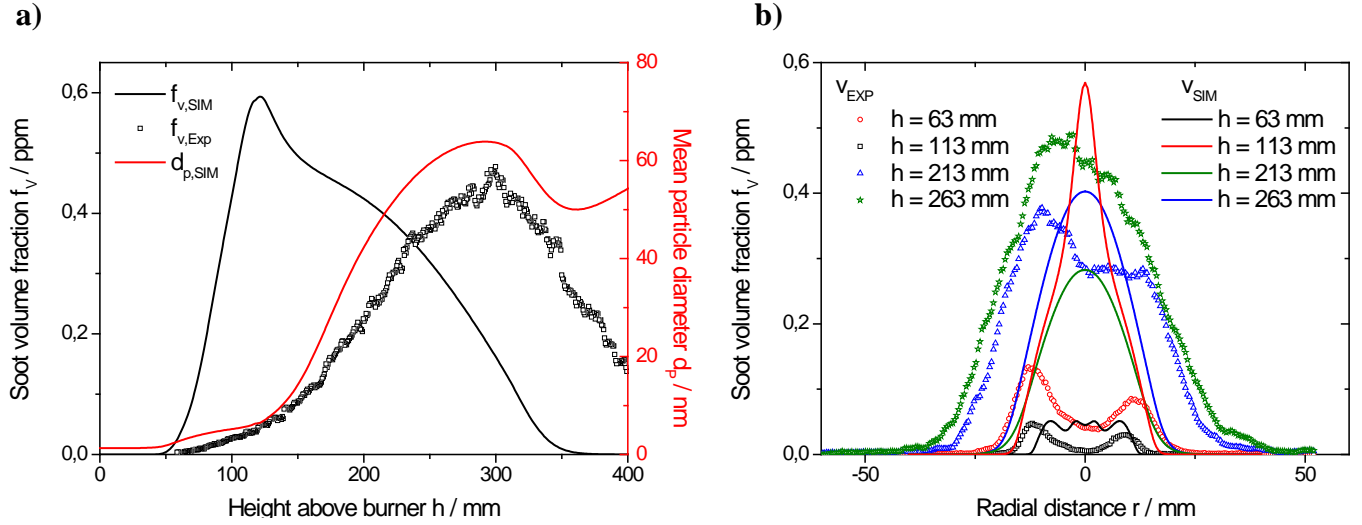 a)
b)
0,6
0,4
0,2
0,0
Soot volume fraction f_v / ppm
f_v,SIM
f_v,Exp
d_p,SIM
80
60
40
20
0
Mean particle diameter d_p / nm
0
100
200
300
400
Height above burner h / mm
0,6
0,4
0,2
0,0
Soot volume fraction f_v / ppm
v_EXP
h = 63 mm
h = 113 mm
h = 213 mm
h = 263 mm
v_SIM
h = 63 mm
h = 113 mm
h = 213 mm
h = 263 mm
-50
0
50
Radial distance r / mm